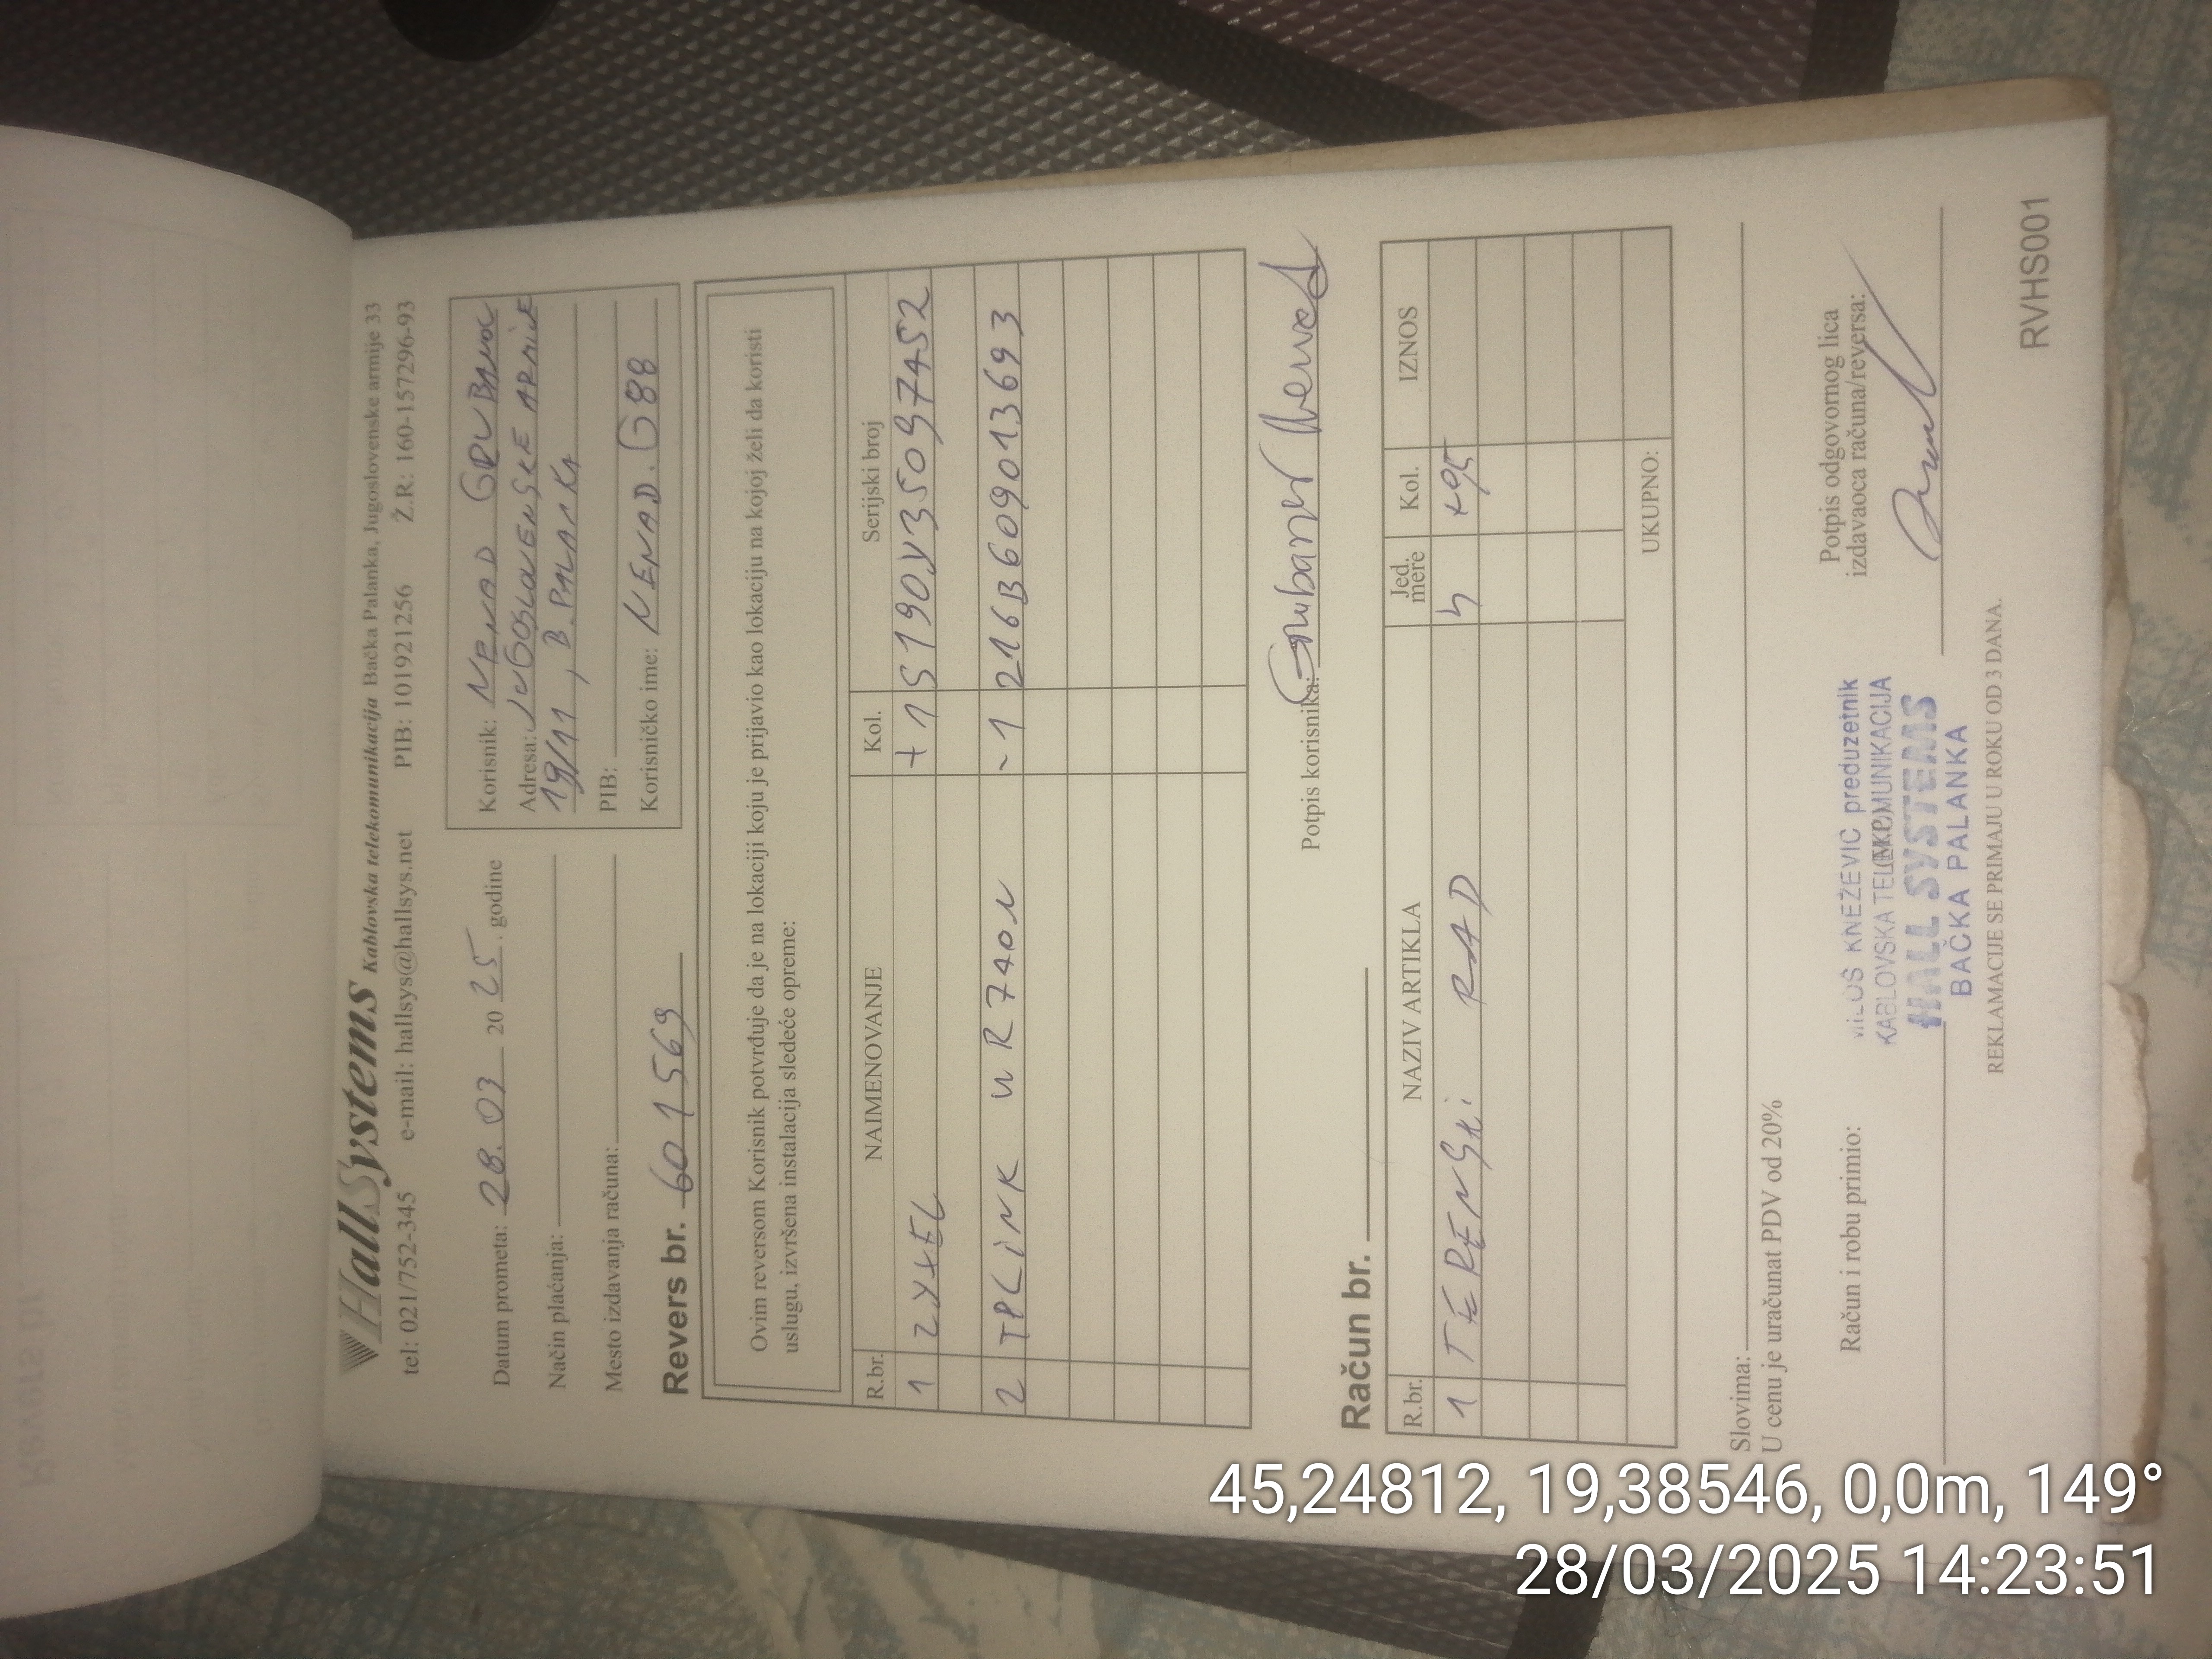 HallSystems Kablovska telekomunikacija Bačka Palanka, Jugoslovenske armije 33
tel: 021/752-345 e-mail: hallsys@hallsys.net PIB: 101921256 Ž.R: 160-157296-93
Datum prometa: 28.03 2025. godine
Način plaćanja:
Mesto izdavanja računa:
Korisnik: NENAD GRUBANOV
Adresa: JUGOSLAVENSKE ARMIJE
19/11, B. PALANKA
PIB:
Korisničko ime: NENAD.G88
Revers br. 601569
Ovim reversom Korisnik potvrđuje da je na lokaciji koju je prijavio kao lokaciju na kojoj želi da koristi
uslugu, izvršena instalacija sledeće opreme:
R.br. NAIMENOVANJE Kol. Serijski broj
1 ZYXEL +1 S190Y35097452
2 TPLINK WR740N -1 216B609013693
Potpis korisnika: Grubanov Nenad
Račun br.
R.br. NAZIV ARTIKLA Jed. mere Kol. IZNOS
1 TERENSKI RAD h
UKUPNO:
Slovima:
U cenu je uračunat PDV od 20%
Račun i robu primio:
Potpis odgovornog lica
izdavaoca računa/reversa:
MILOŠ KNEŽEVIĆ preduzetnik
KABLOVSKA TELEKOMUNIKACIJA
(M.P.)
HALL SYSTEMS
BAČKA PALANKA
REKLAMACIJE SE PRIMAJU U ROKU OD 3 DANA.
RVHS001
45,24812, 19,38546, 0,0m, 149°
28/03/2025 14:23:51